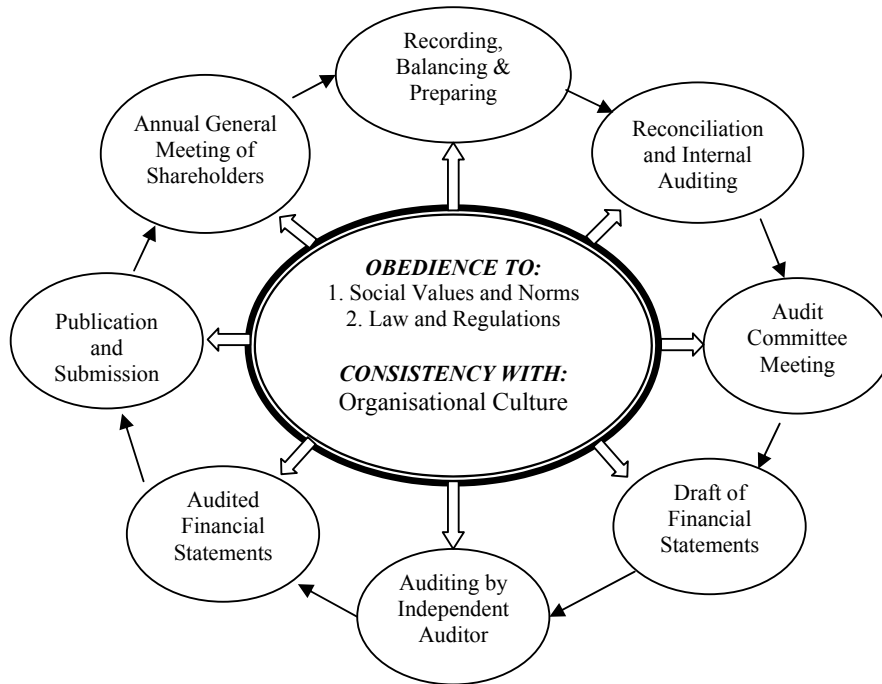 Recording,
Balancing &
Preparing
Reconciliation
and Internal
Auditing
Audit
Committee
Meeting
Draft of
Financial
Statements
Auditing by
Independent
Auditor
Audited
Financial
Statements
Publication
and
Submission
Annual General
Meeting of
Shareholders
OBEDIENCE TO:
1. Social Values and Norms
2. Law and Regulations
CONSISTENCY WITH:
Organisational Culture